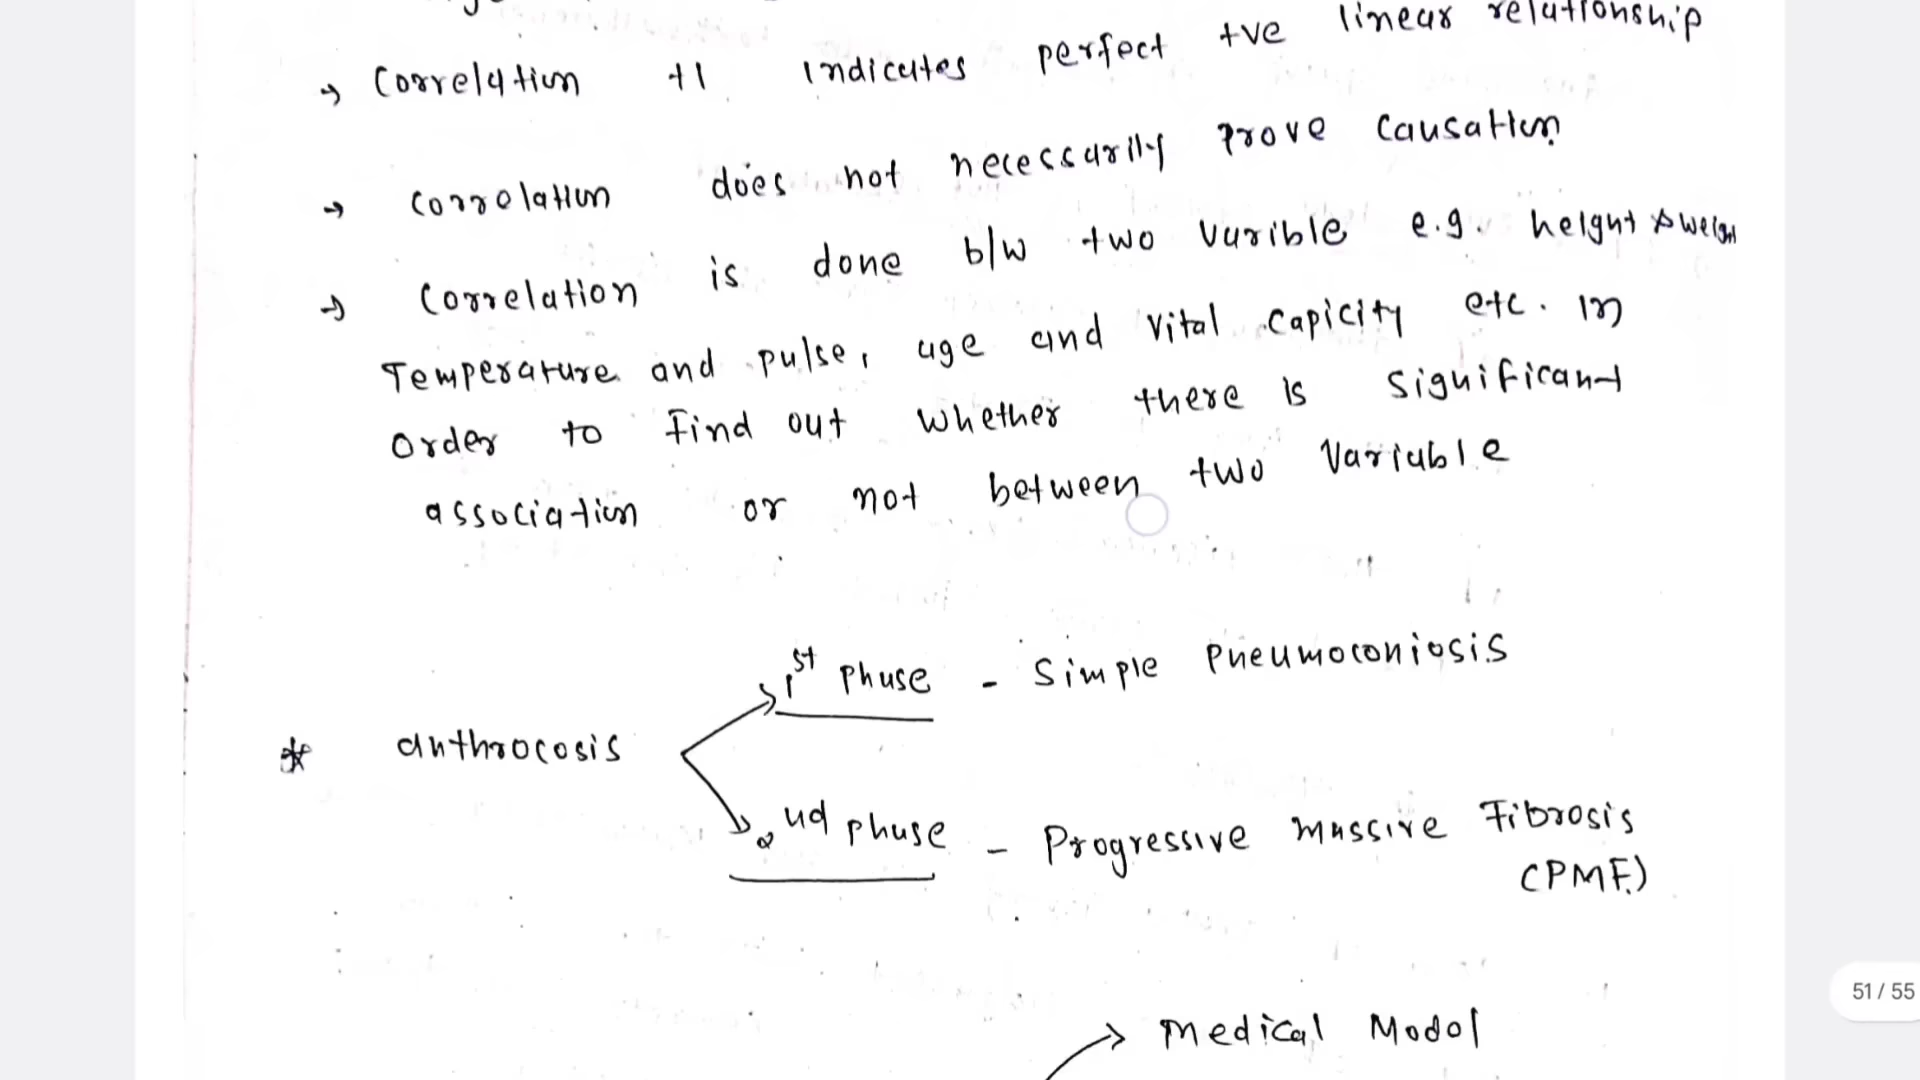 → Correlation +1 indicates perfect +ve linear relationship
→ Correlation does not necessarily prove causation
→ Correlation is done b/w two varible e.g. height & weight
Temperature and pulse, age and vital capicity etc. in
order to find out whether there is significant
association or not between two variable
1st phase - Simple pneumoconiosis
* anthrocosis
2nd phase - Progressive massive Fibrosis
(PMF)
51 / 55
→ Medical Model